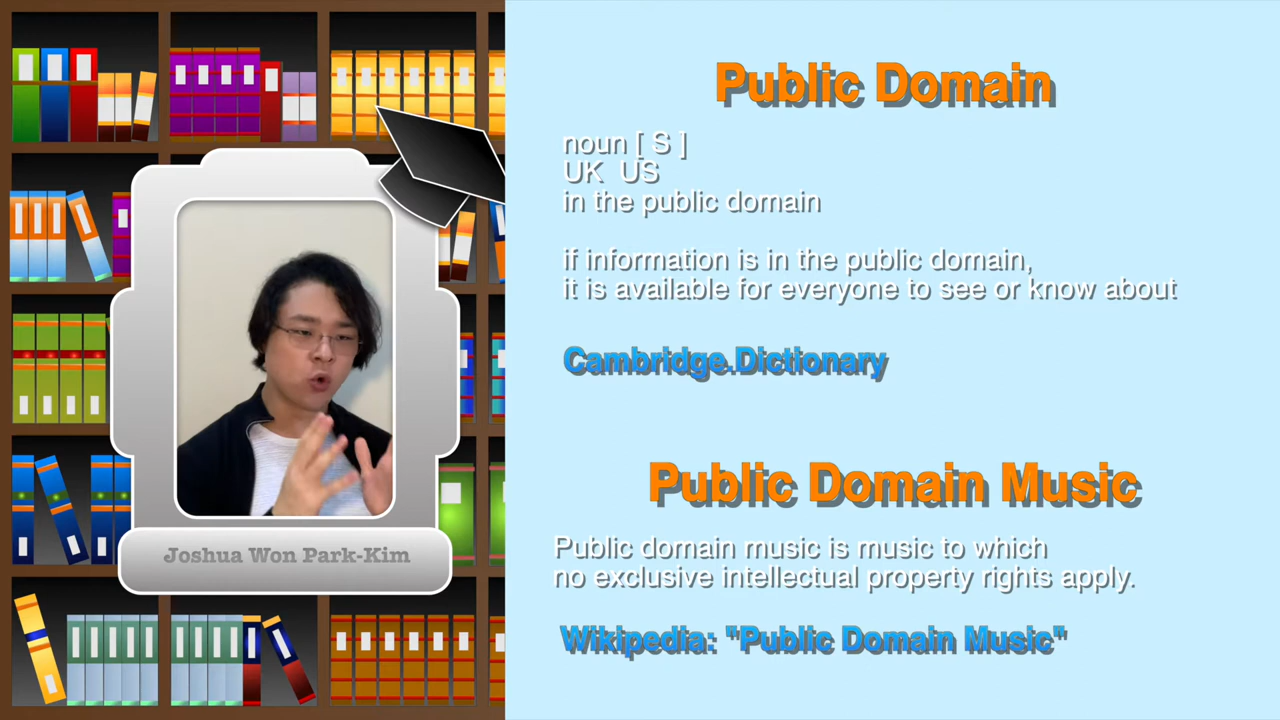 Public Domain
noun [ S ]
UK US
in the public domain
if information is in the public domain,
it is available for everyone to see or know about
Cambridge.Dictionary
Public Domain Music
Public domain music is music to which
no exclusive intellectual property rights apply.
Wikipedia: "Public Domain Music"
Joshua Won Park-Kim